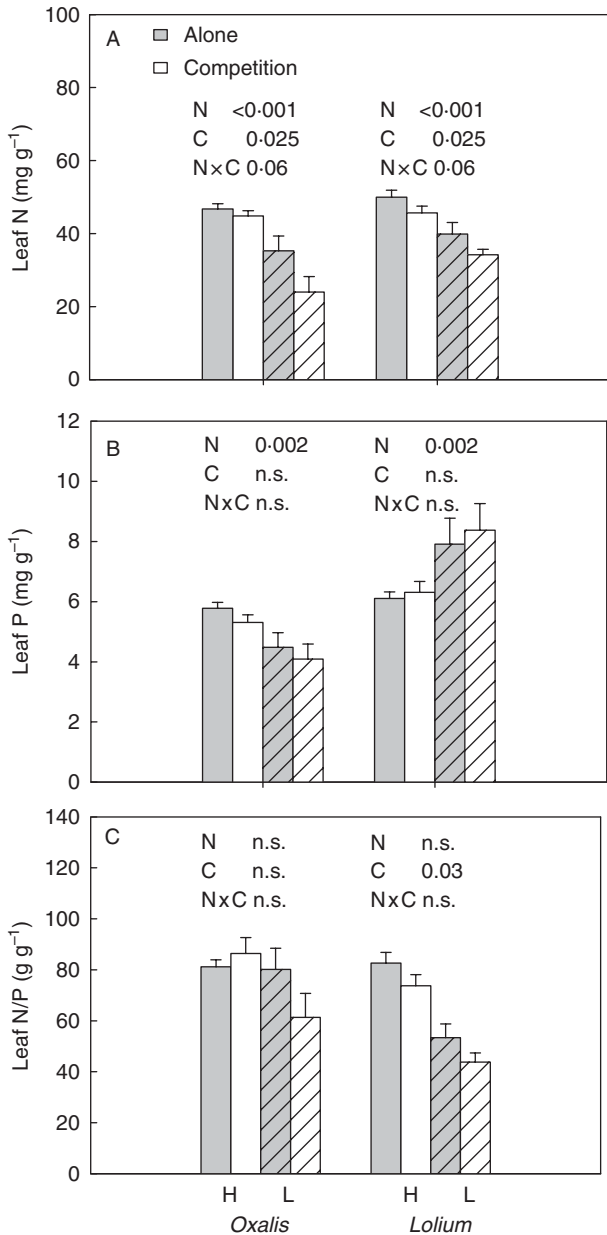 100
80
60
40
20
0
Leaf N (mg g⁻¹)
A
Alone
Competition
N <0·001
C 0·025
N×C 0·06
N <0·001
C 0·025
N×C 0·06
12
10
8
6
4
2
0
Leaf P (mg g⁻¹)
B
N 0·002
C n.s.
NxC n.s.
N 0·002
C n.s.
NxC n.s.
140
120
100
80
60
40
20
0
Leaf N/P (g g⁻¹)
C
N n.s.
C n.s.
NxC n.s.
N n.s.
C 0.03
NxC n.s.
H L H L
Oxalis Lolium